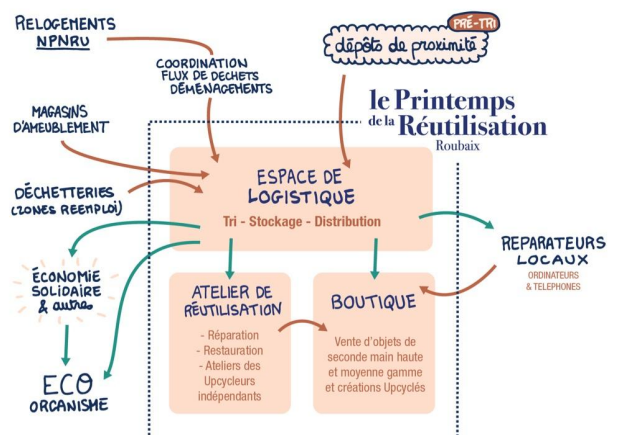 RELOGEMENTS
NPNRU
PRÉ-TRI
dépôts de proximité
COORDINATION
FLUX DE DECHETS
DÉMÉNAGEMENTS
le Printemps
de la Réutilisation
Roubaix
MAGASINS
D'AMEUBLEMENT
ESPACE DE
LOGISTIQUE
Tri - Stockage - Distribution
DÉCHETTERIES
(ZONES REEMPLOI)
REPARATEURS
LOCAUX
ORDINATEURS
& TELEPHONES
ÉCONOMIE
SOLIDAIRE
& autres
ATELIER DE
RÉUTILISATION
- Réparation
- Restauration
- Ateliers des
Upcycleurs
indépendants
BOUTIQUE
Vente d'objets de
seconde main haute
et moyenne gamme
et créations Upcyclés
ECO
ORGANISME